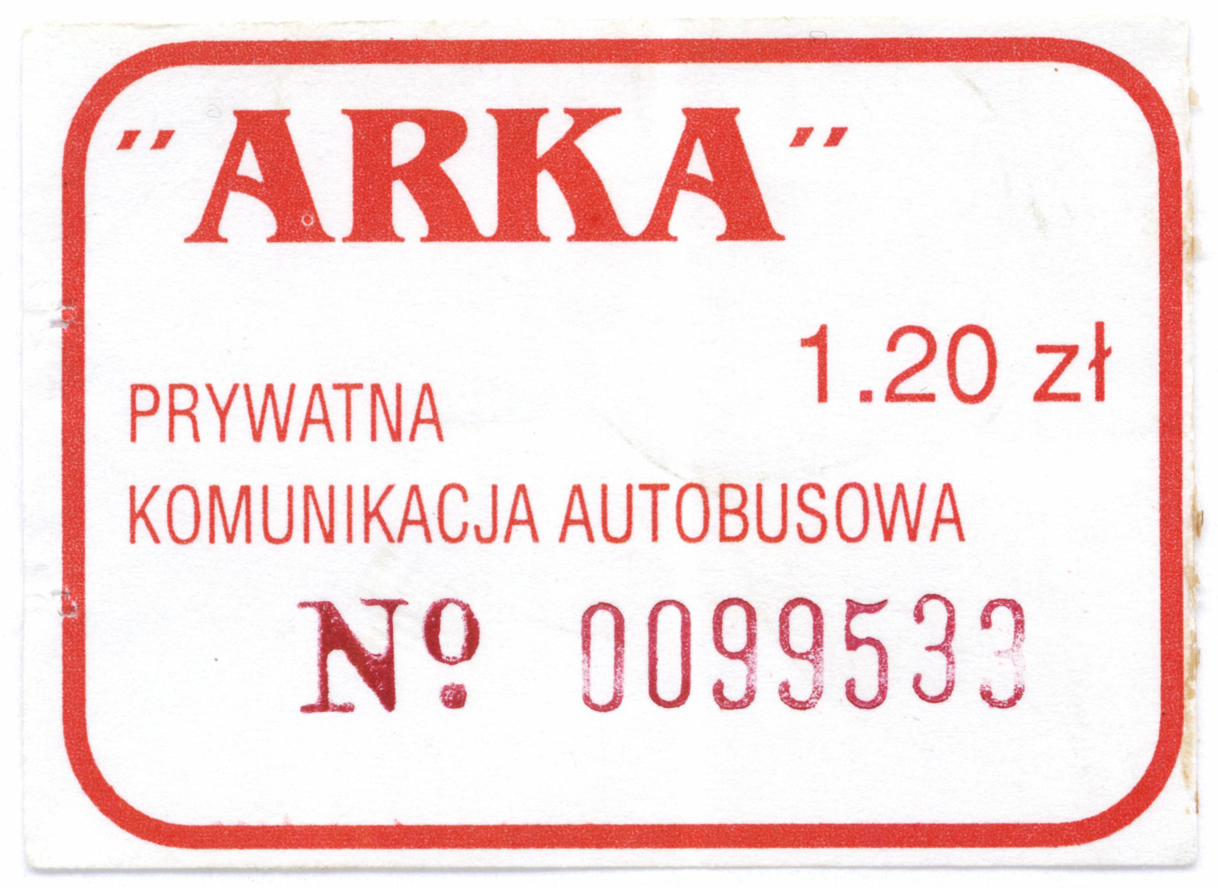 "ARKA"
1.20 zł
PRYWATNA
KOMUNIKACJA AUTOBUSOWA
Nº 0099533